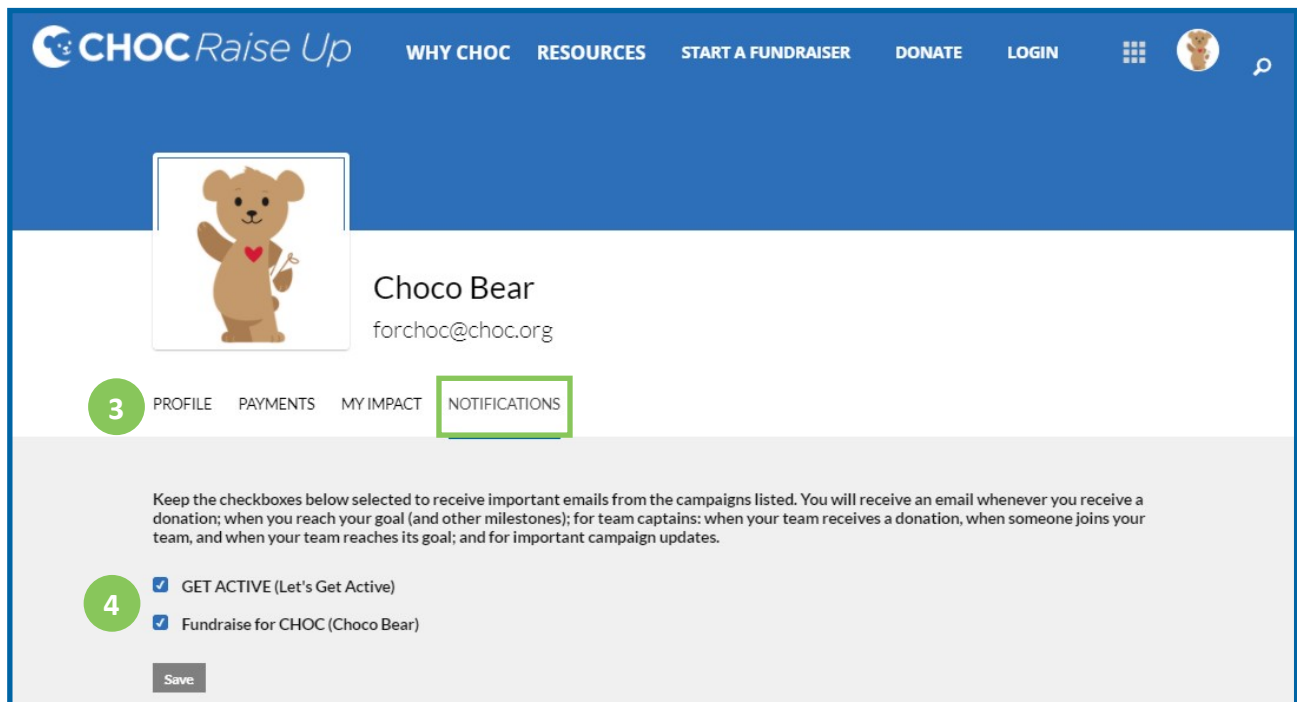 CHOC Raise Up WHY CHOC RESOURCES START A FUNDRAISER DONATE LOGIN
Choco Bear
forchoc@choc.org
3 PROFILE PAYMENTS MY IMPACT NOTIFICATIONS
Keep the checkboxes below selected to receive important emails from the campaigns listed. You will receive an email whenever you receive a
donation; when you reach your goal (and other milestones); for team captains: when your team receives a donation, when someone joins your
team, and when your team reaches its goal; and for important campaign updates.
GET ACTIVE (Let's Get Active)
4
Fundraise for CHOC (Choco Bear)
Save